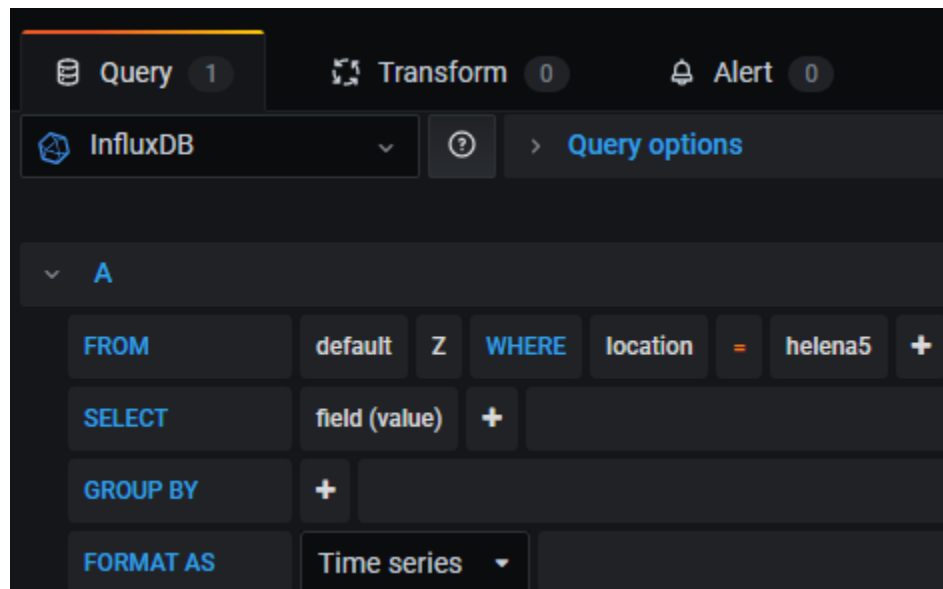 Query 1 Transform 0 Alert 0
InfluxDB Query options
A
FROM default Z WHERE location = helena5 +
SELECT field (value) +
GROUP BY +
FORMAT AS Time series